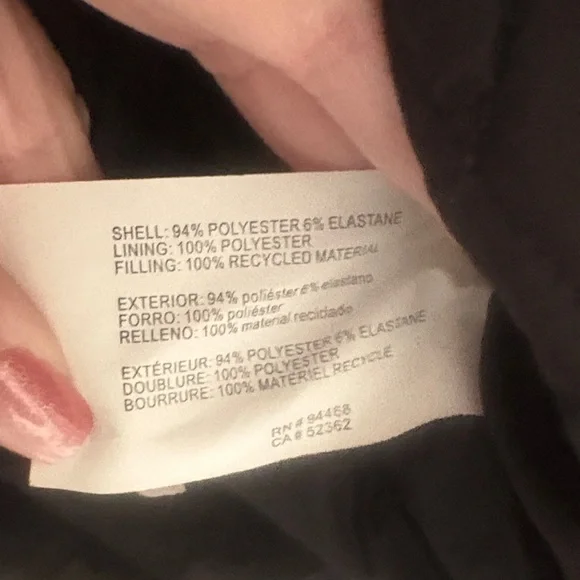 SHELL: 94% POLYESTER 6% ELASTANE
LINING: 100% POLYESTER
FILLING: 100% RECYCLED MATERIAL
EXTERIOR: 94% poliéster 6% elastano
FORRO: 100% poliéster
RELLENO: 100% material reciclado
EXTÉRIEUR: 94% POLYESTER 6% ELASTANE
DOUBLURE: 100% POLYESTER
BOURRURE: 100% MATERIEL RECYCLÉ
RN # 94468
CA # 52362